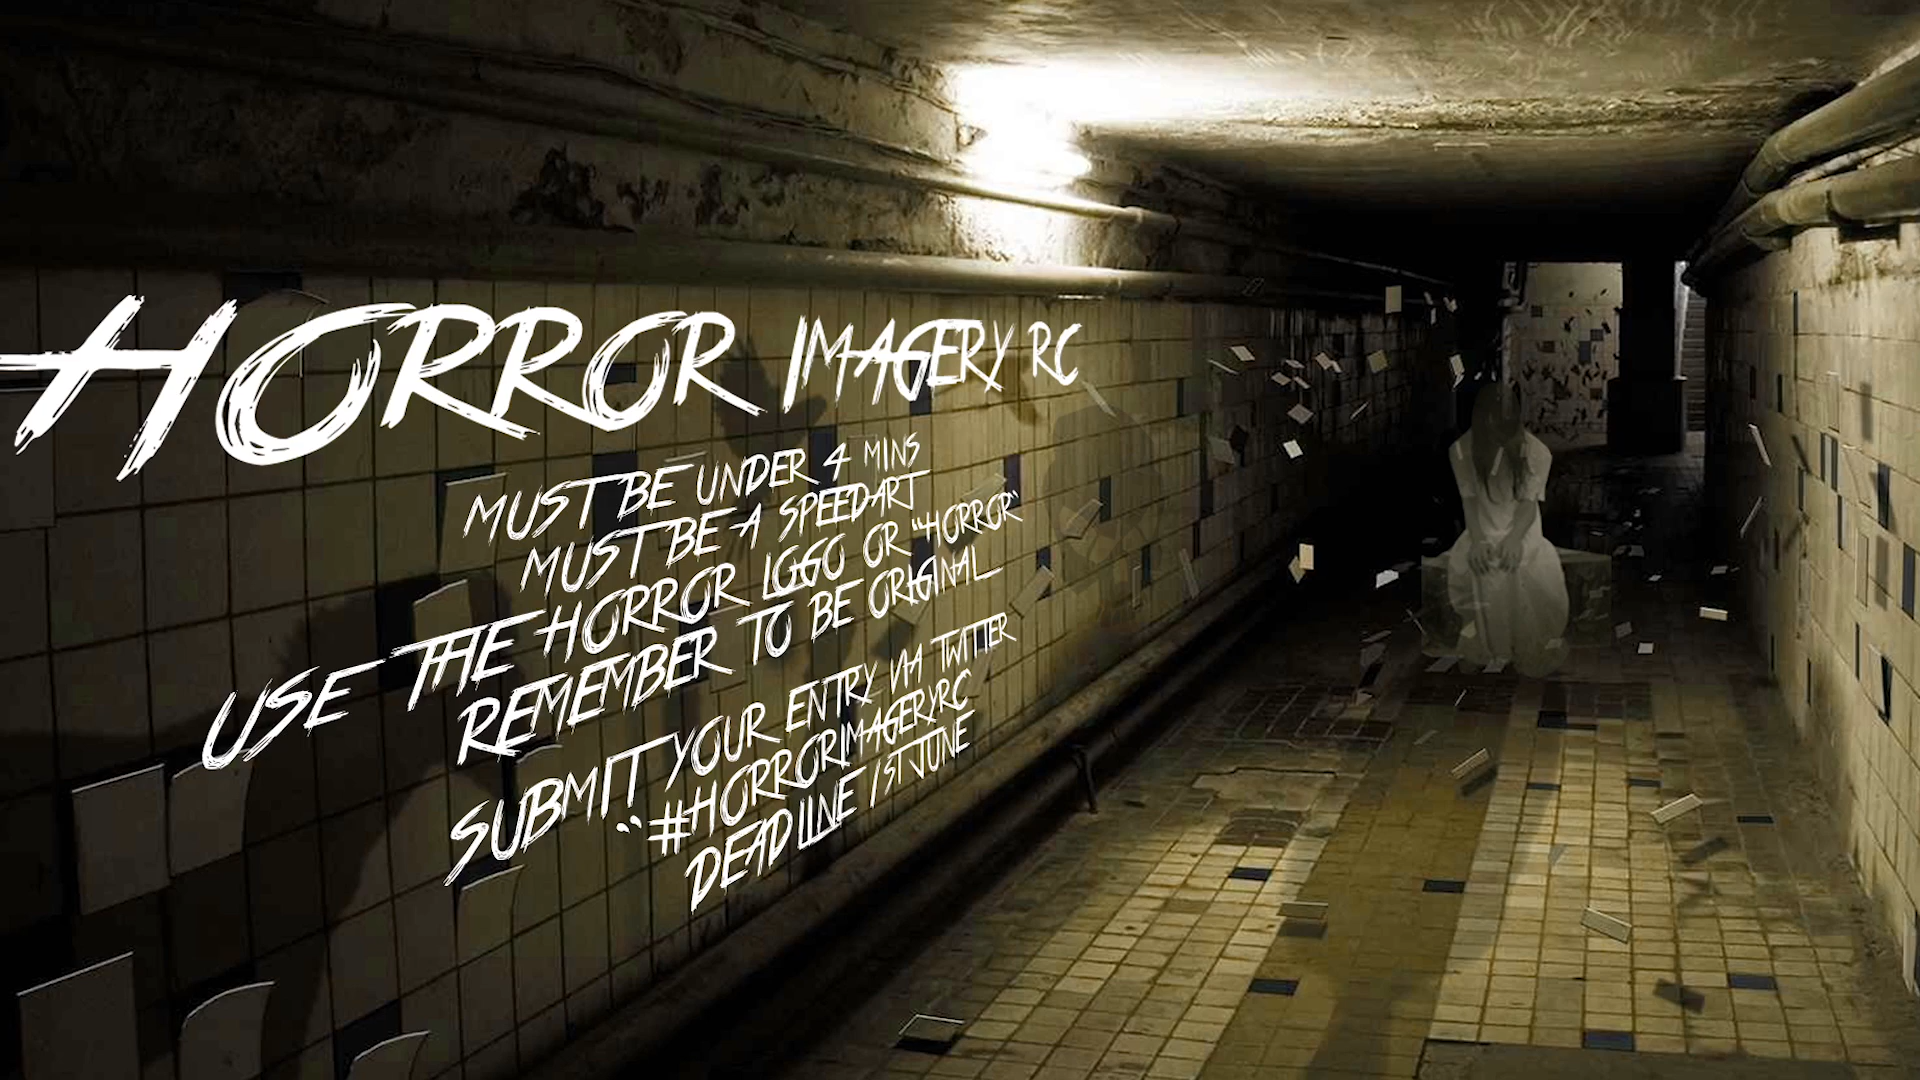 HORROR IMAGERY RC
MUST BE UNDER 4 MINS
MUST BE A SPEEDART
USE THE HORROR LOGO OR "HORROR"
REMEMBER TO BE ORIGINAL
SUBMIT YOUR ENTRY VIA TWITTER
"#HORRORIMAGERYRC"
DEADLINE 1ST JUNE